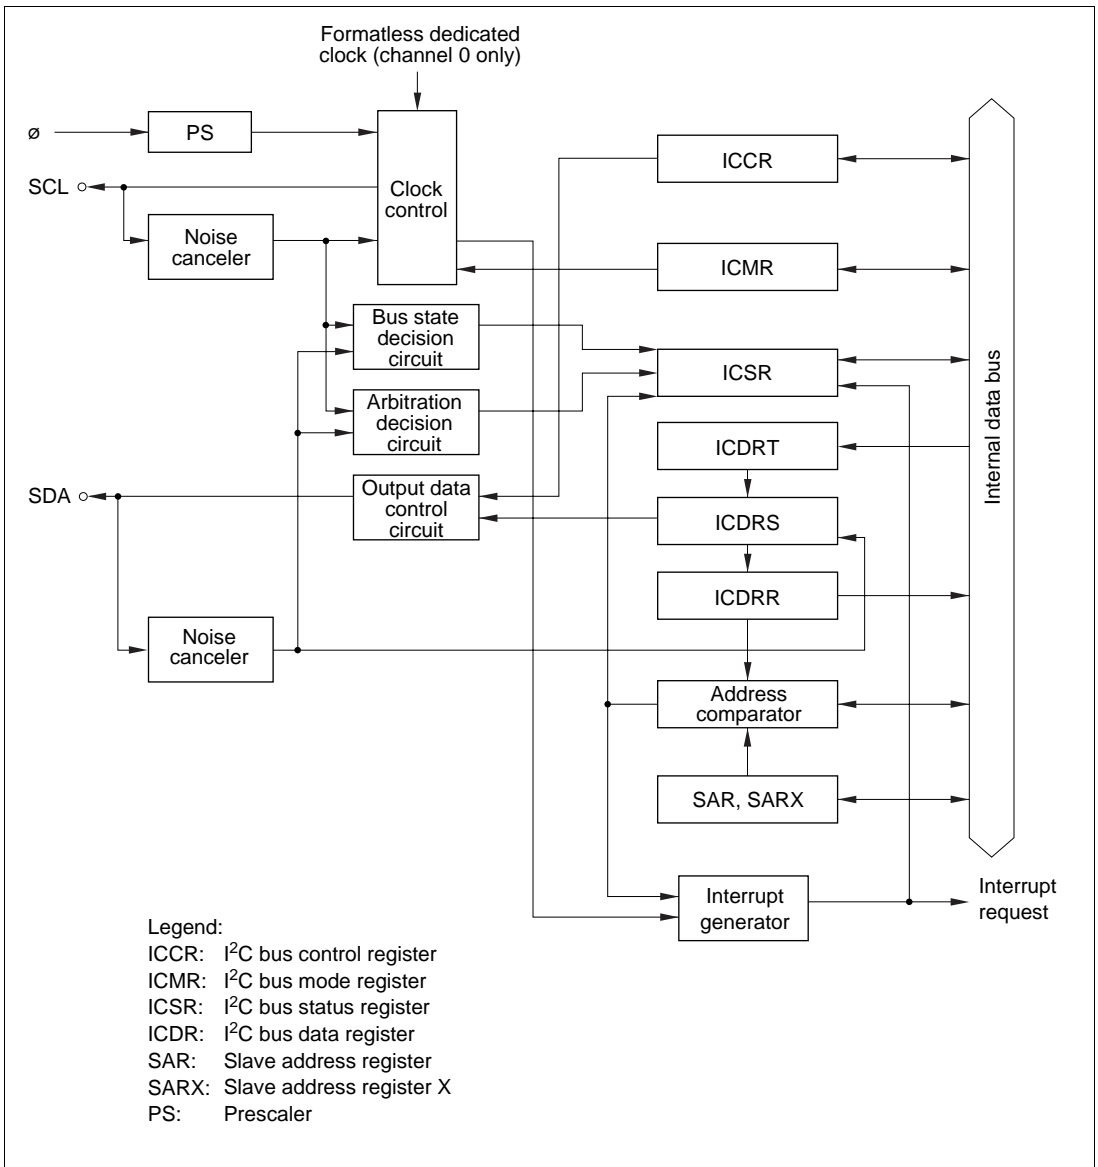 Formatless dedicated
clock (channel 0 only)
ø
PS
SCL
Clock
control
Noise
canceler
ICCR
ICMR
Bus state
decision
circuit
ICSR
Arbitration
decision
circuit
ICDRT
SDA
Output data
control
circuit
ICDRS
ICDRR
Noise
canceler
Address
comparator
SAR, SARX
Internal data bus
Interrupt
generator
Interrupt
request
Legend:
ICCR: I²C bus control register
ICMR: I²C bus mode register
ICSR: I²C bus status register
ICDR: I²C bus data register
SAR: Slave address register
SARX: Slave address register X
PS: Prescaler